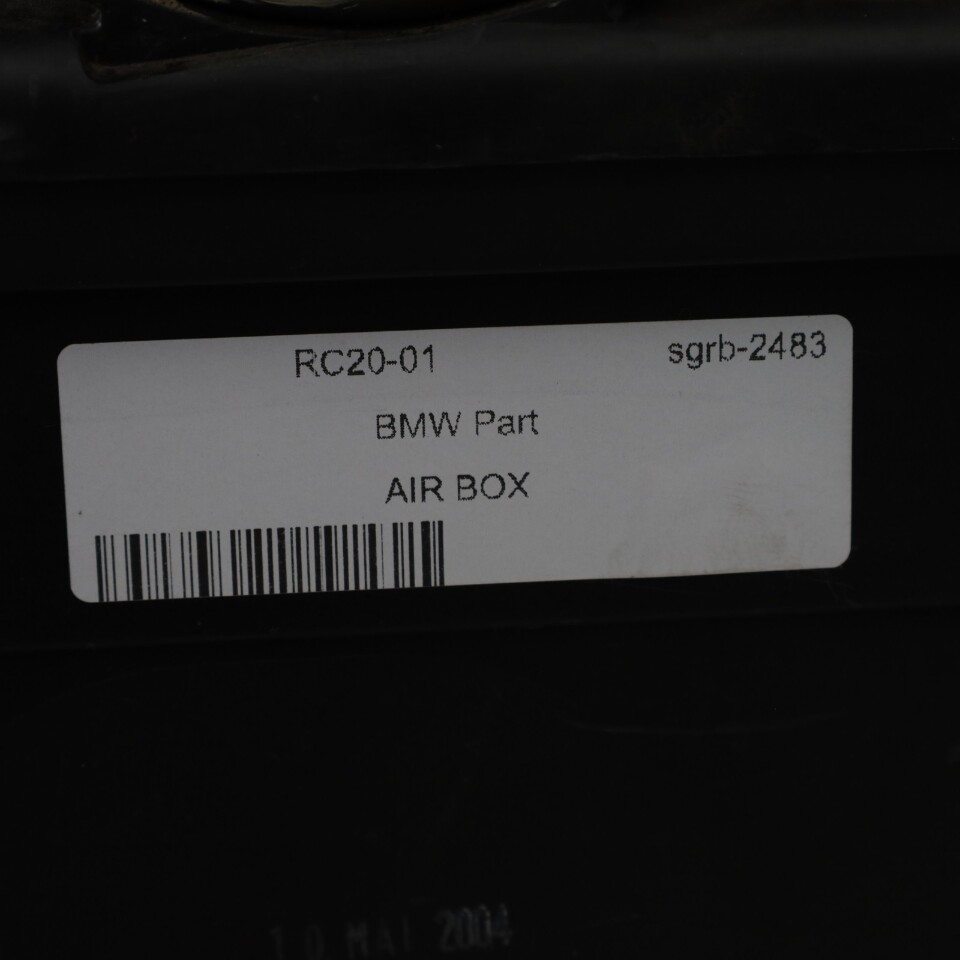 RC20-01 sgrb-2483
BMW Part
AIR BOX
10 MAI 2004